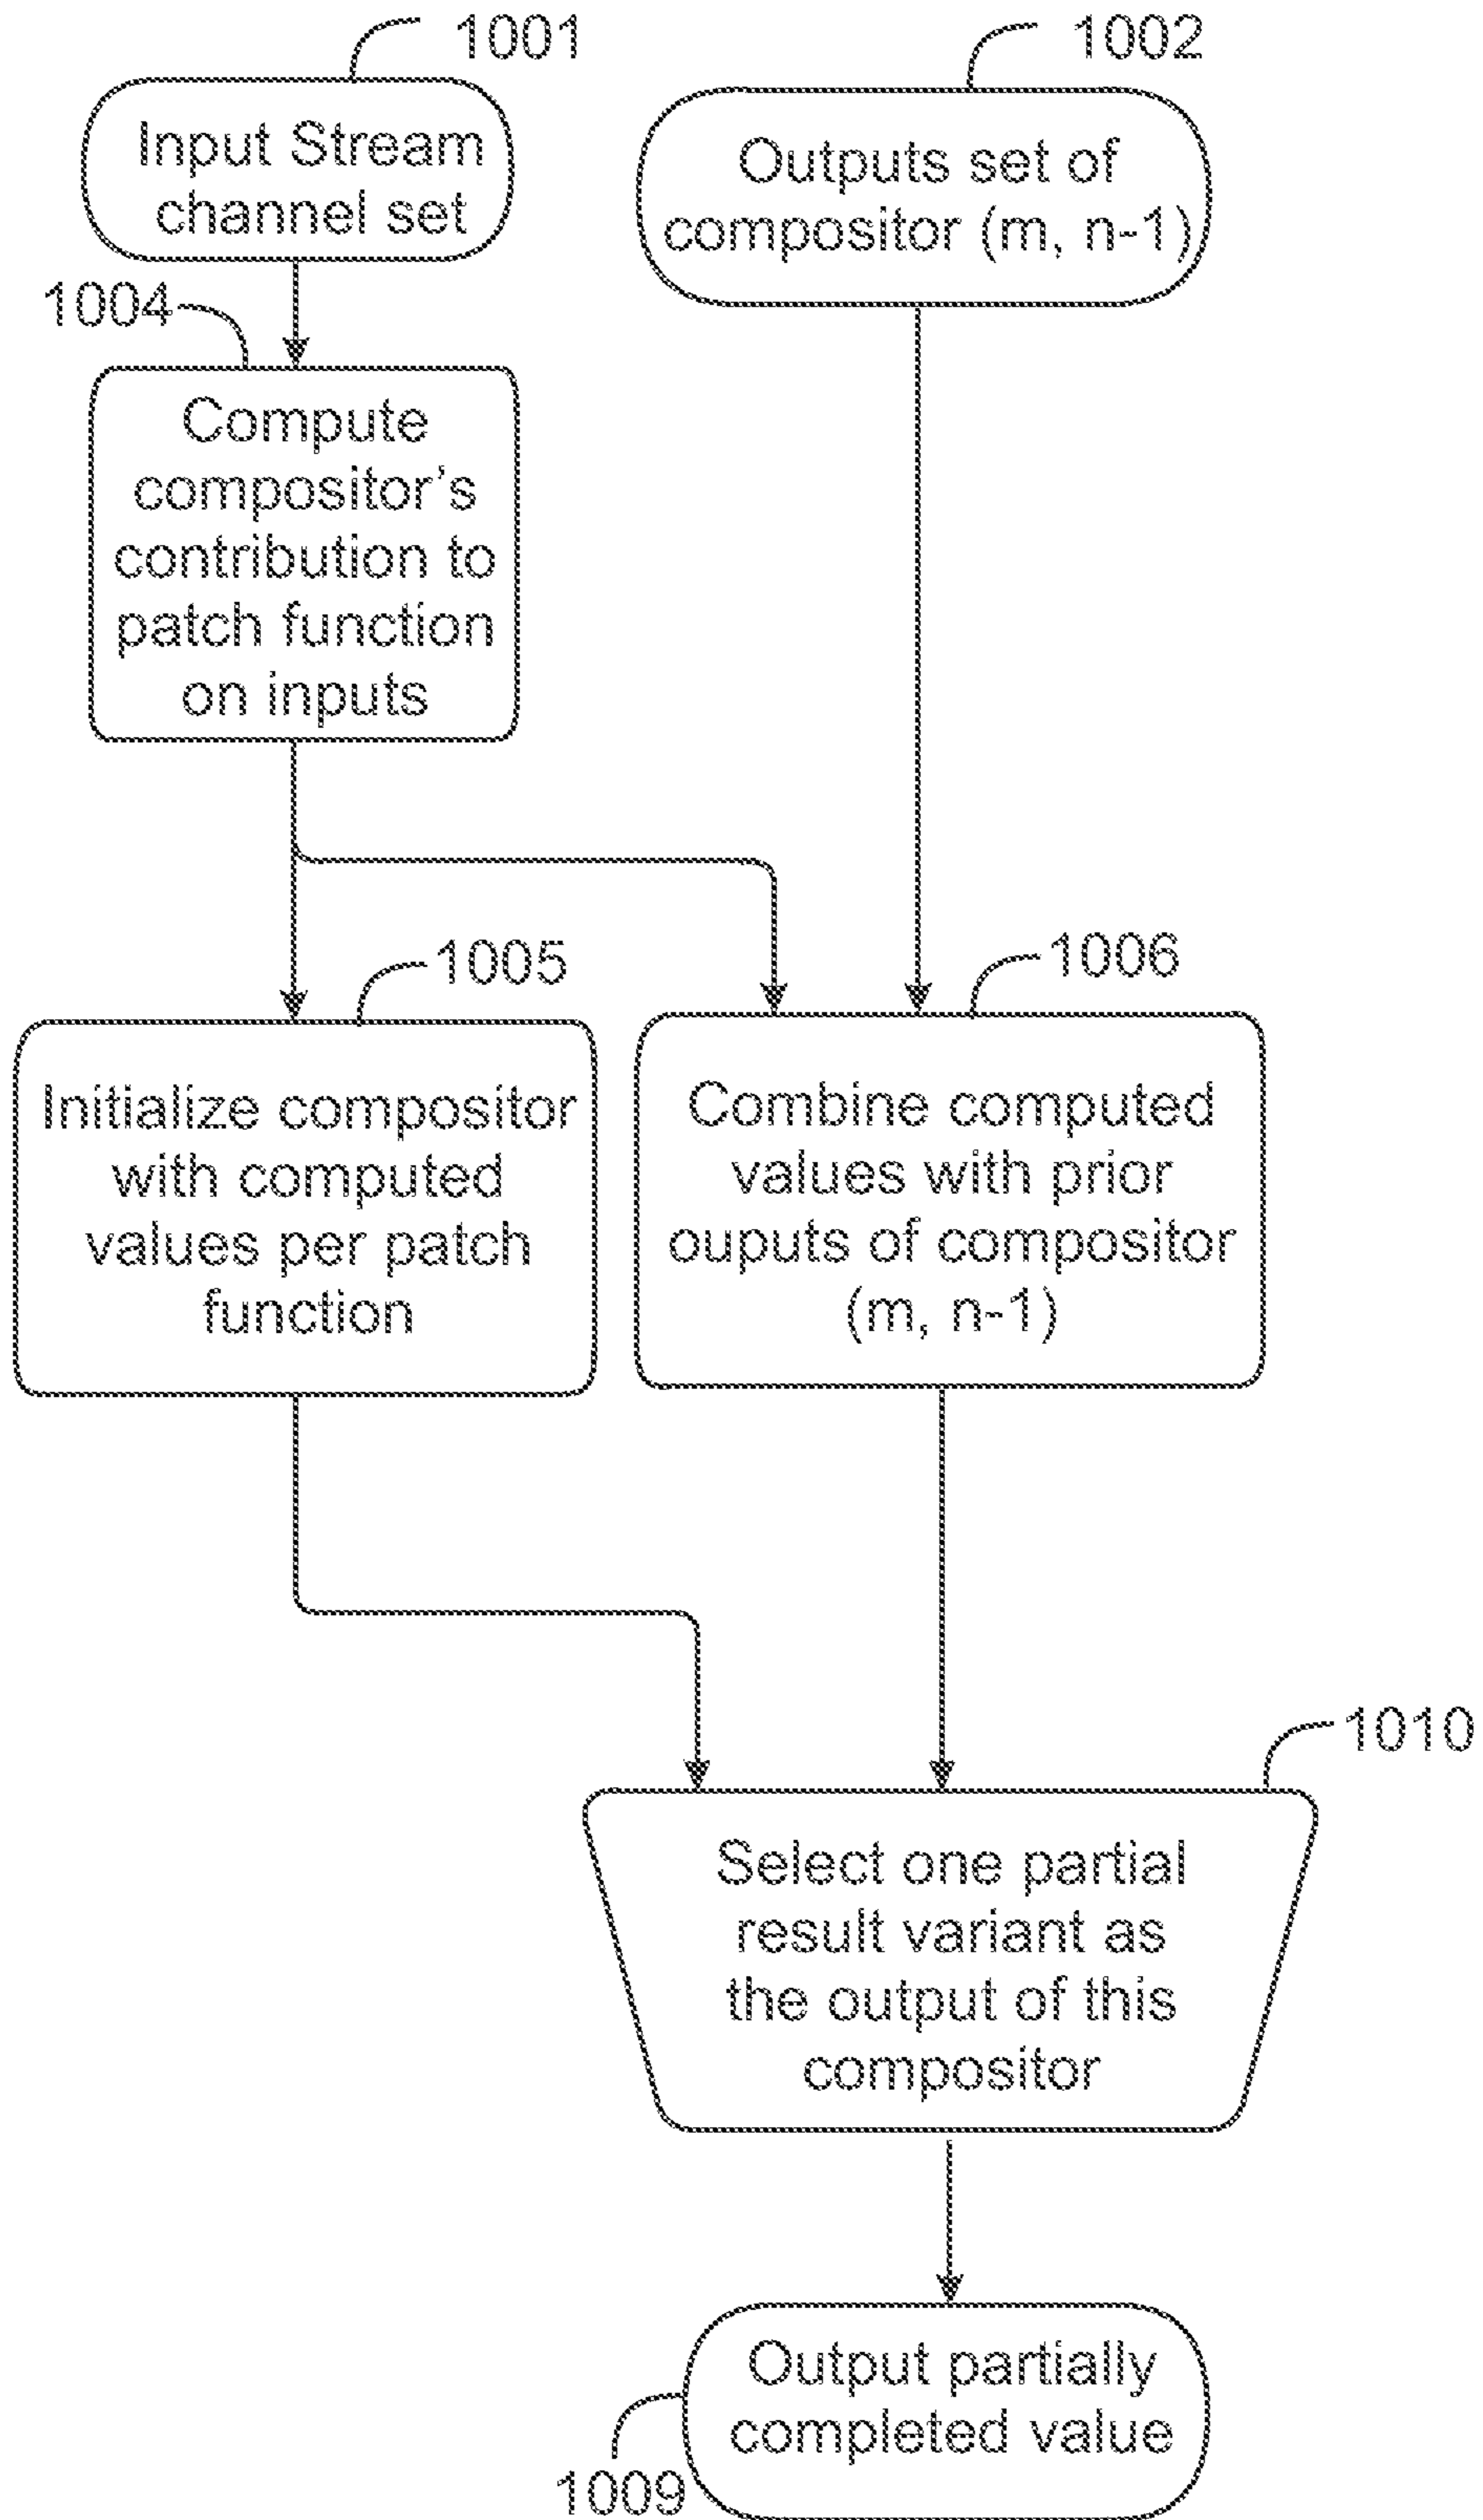 1001
1002
Input Stream
channel set
Outputs set of
compositor (m, n-1)
1004
Compute
compositor's
contribution to
patch function
on inputs
1005
1006
Initialize compositor
with computed
values per patch
function
Combine computed
values with prior
ouputs of compositor
(m, n-1)
1010
Select one partial
result variant as
the output of this
compositor
Output partially
completed value
1009